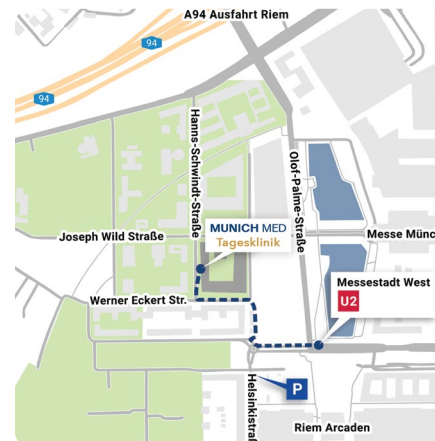 A94 Ausfahrt Riem
94
94
Hanns-Schwindt-Straße
Olof-Palme-Straße
MUNICH MED
Tagesklinik
Joseph Wild Straße
Messe Münc
Messestadt West
U2
Werner Eckert Str.
P
Helsinkistraß
Riem Arcaden